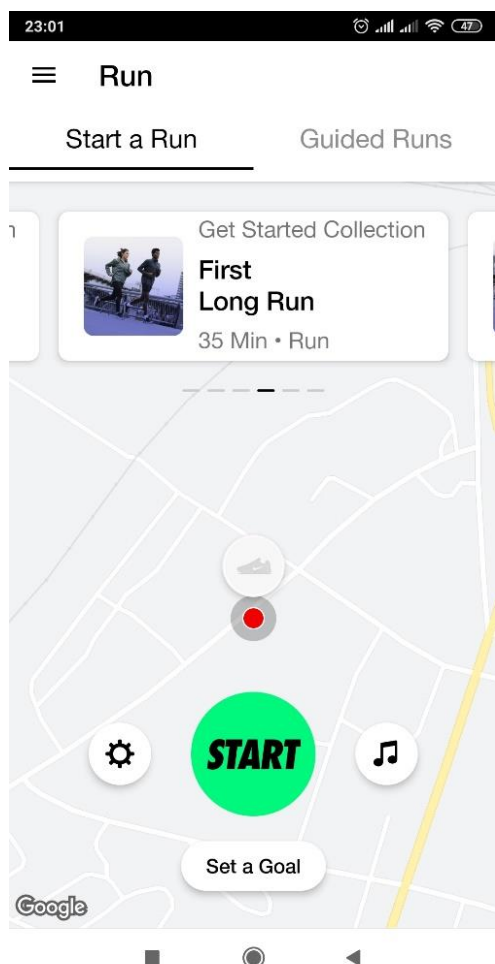 23:01
47
Run
Start a Run
Guided Runs
n
Get Started Collection
First
Long Run
35 Min • Run
START
Set a Goal
Google